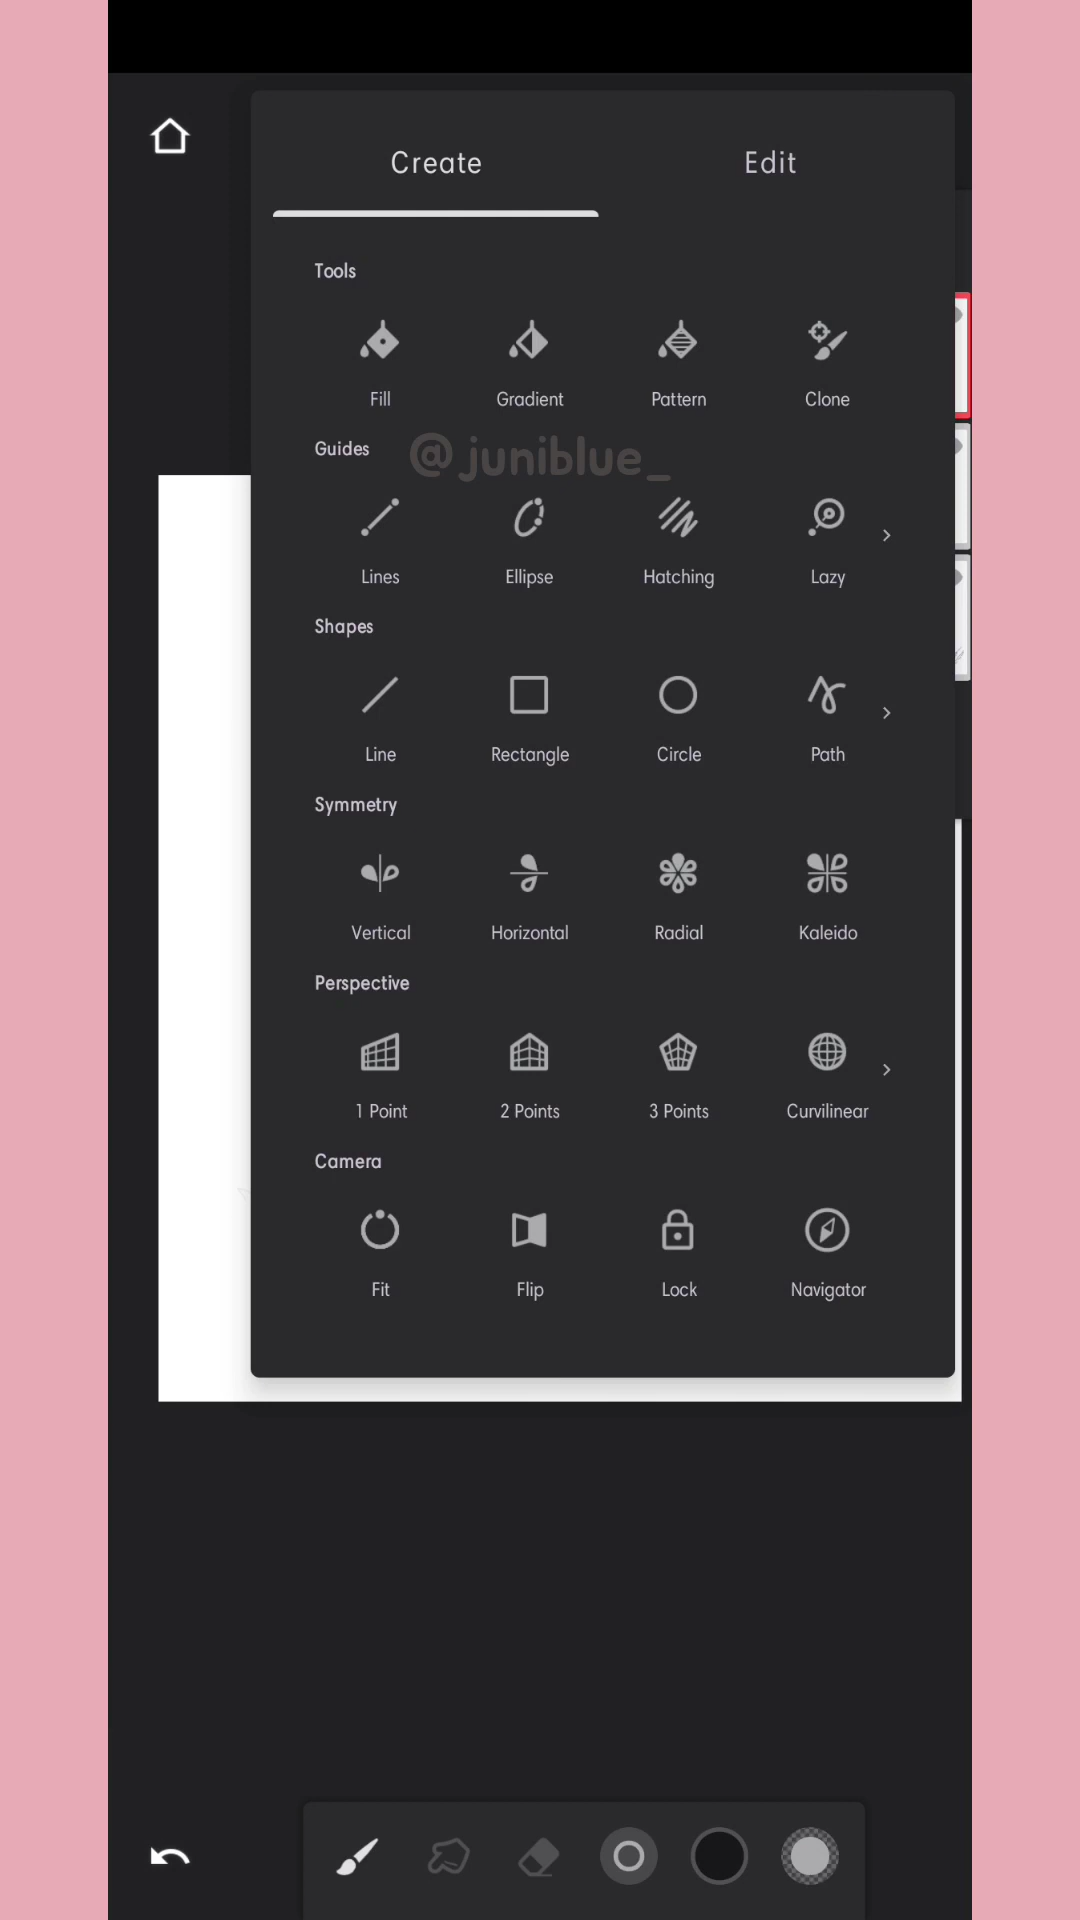 Create Edit
Tools
Fill Gradient Pattern Clone
Guides
@juniblue_
Lines Ellipse Hatching Lazy
Shapes
Line Rectangle Circle Path
Symmetry
Vertical Horizontal Radial Kaleido
Perspective
1 Point 2 Points 3 Points Curvilinear
Camera
Fit Flip Lock Navigator